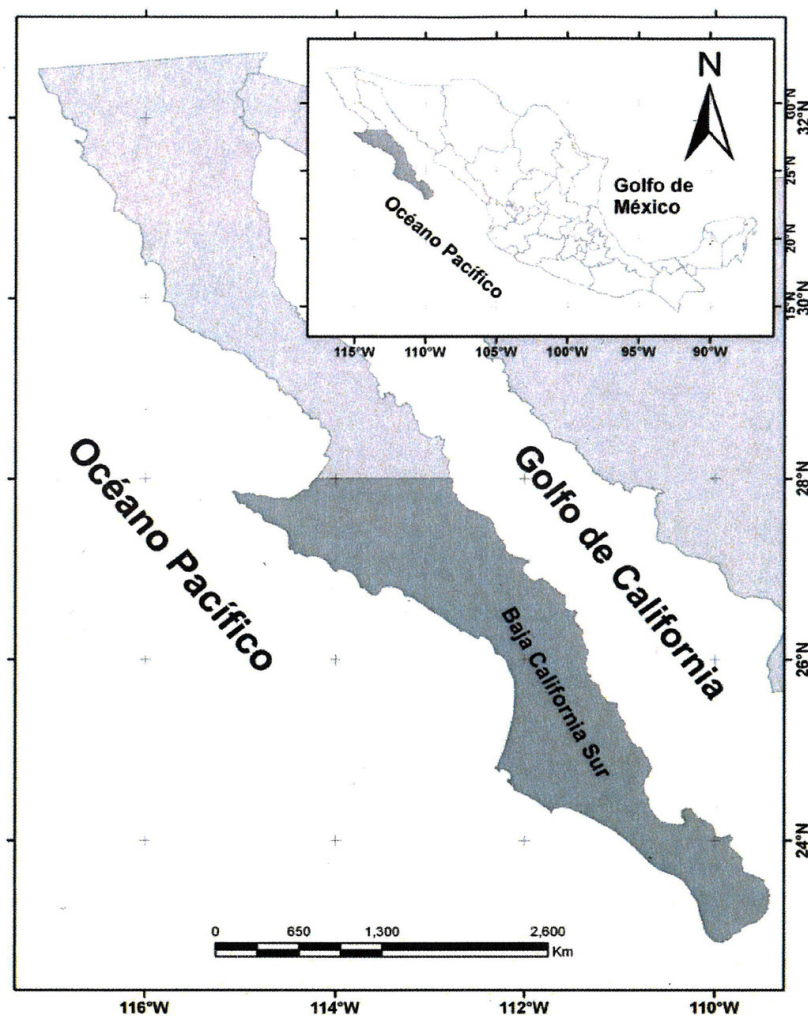 N
Golfo de
México
Océano Pacífico
30°N
25°N
20°N
15°N
115°W
110°W
105°W
100°W
95°W
90°W
32°N
30°N
28°N
26°N
24°N
Océano Pacífico
Golfo de California
Baja California Sur
0 650 1,300 2,600
Km
116°W
114°W
112°W
110°W